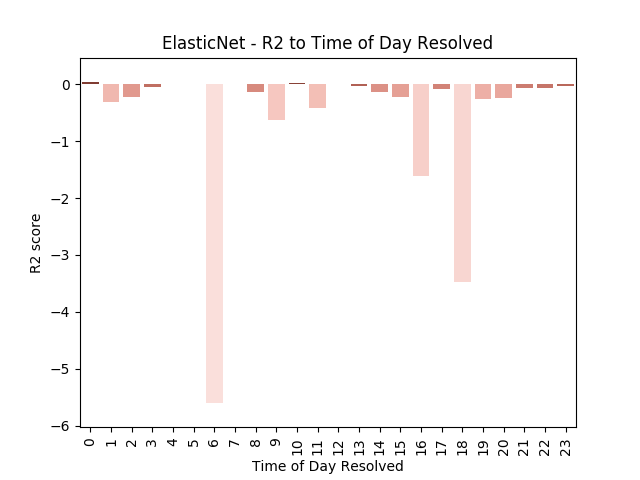 ElasticNet - R2 to Time of Day Resolved
R2 score
0
−1
−2
−3
−4
−5
−6
0 1 2 3 4 5 6 7 8 9 10 11 12 13 14 15 16 17 18 19 20 21 22 23
Time of Day Resolved